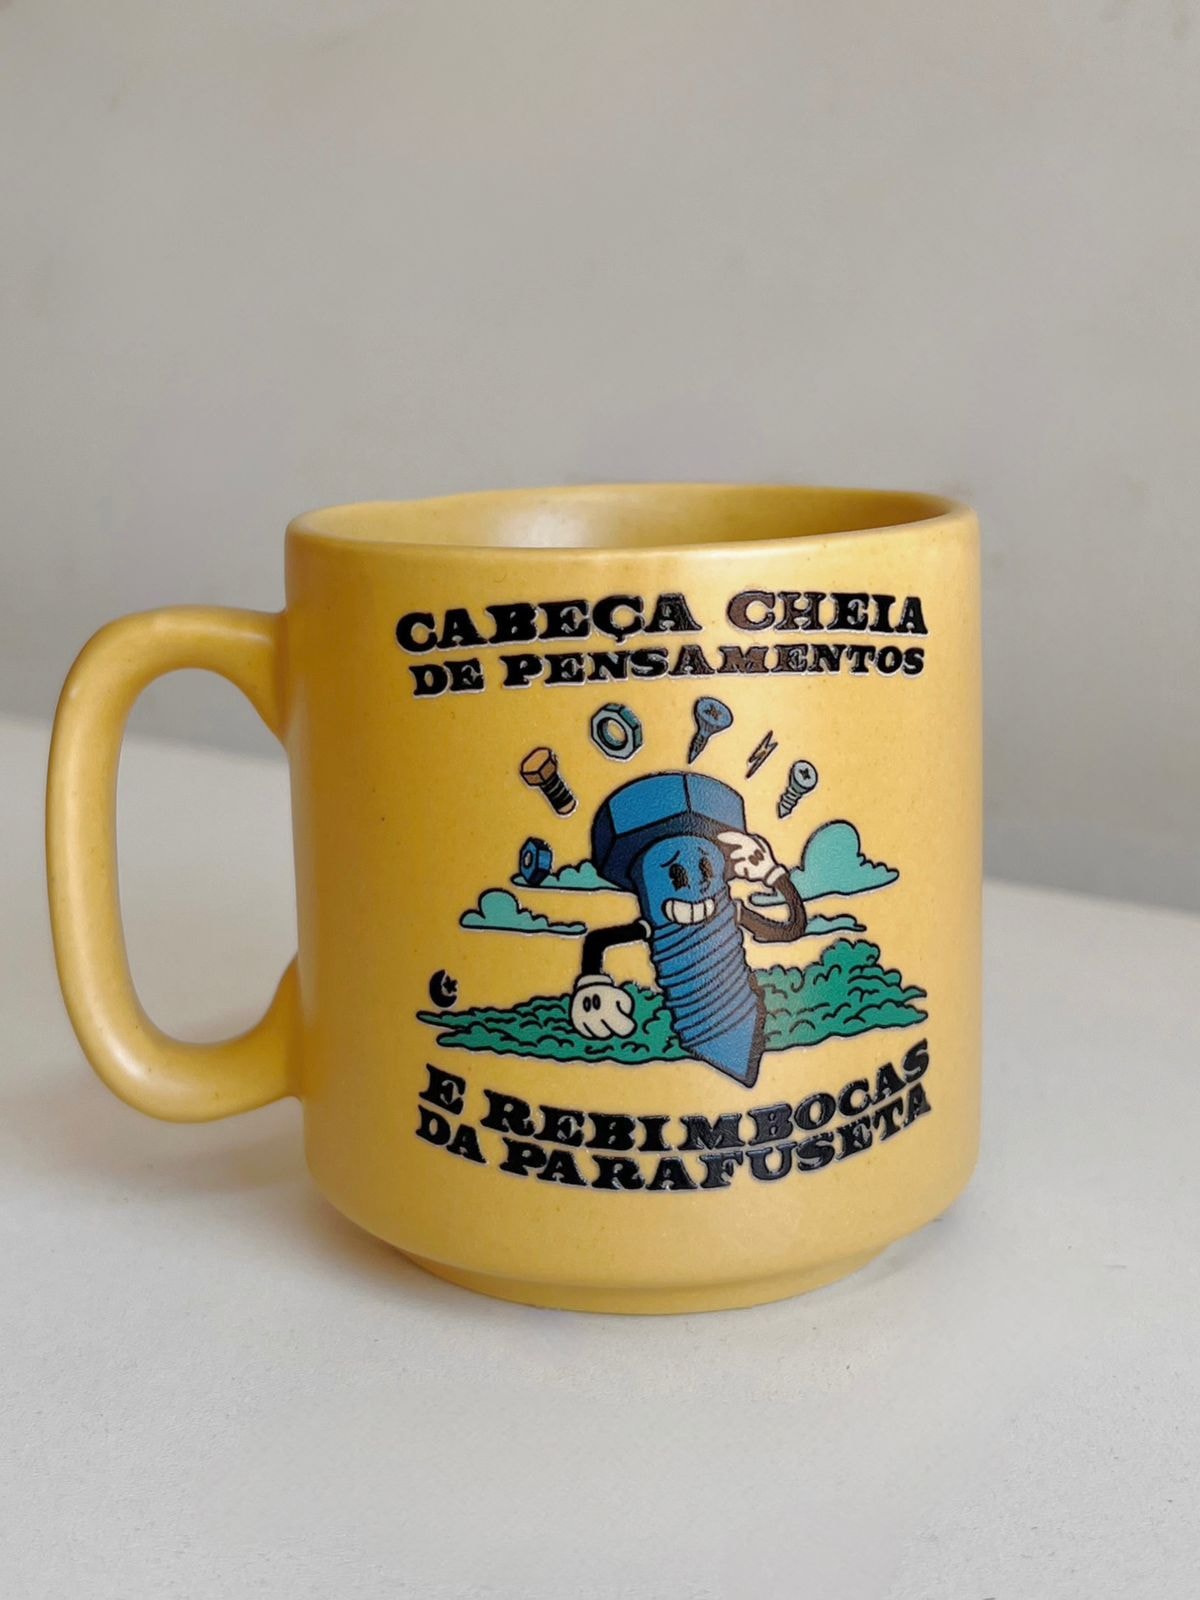 CABEÇA CHEIA
DE PENSAMENTOS
E REBIMBOCAS
DA PARAFUSETA